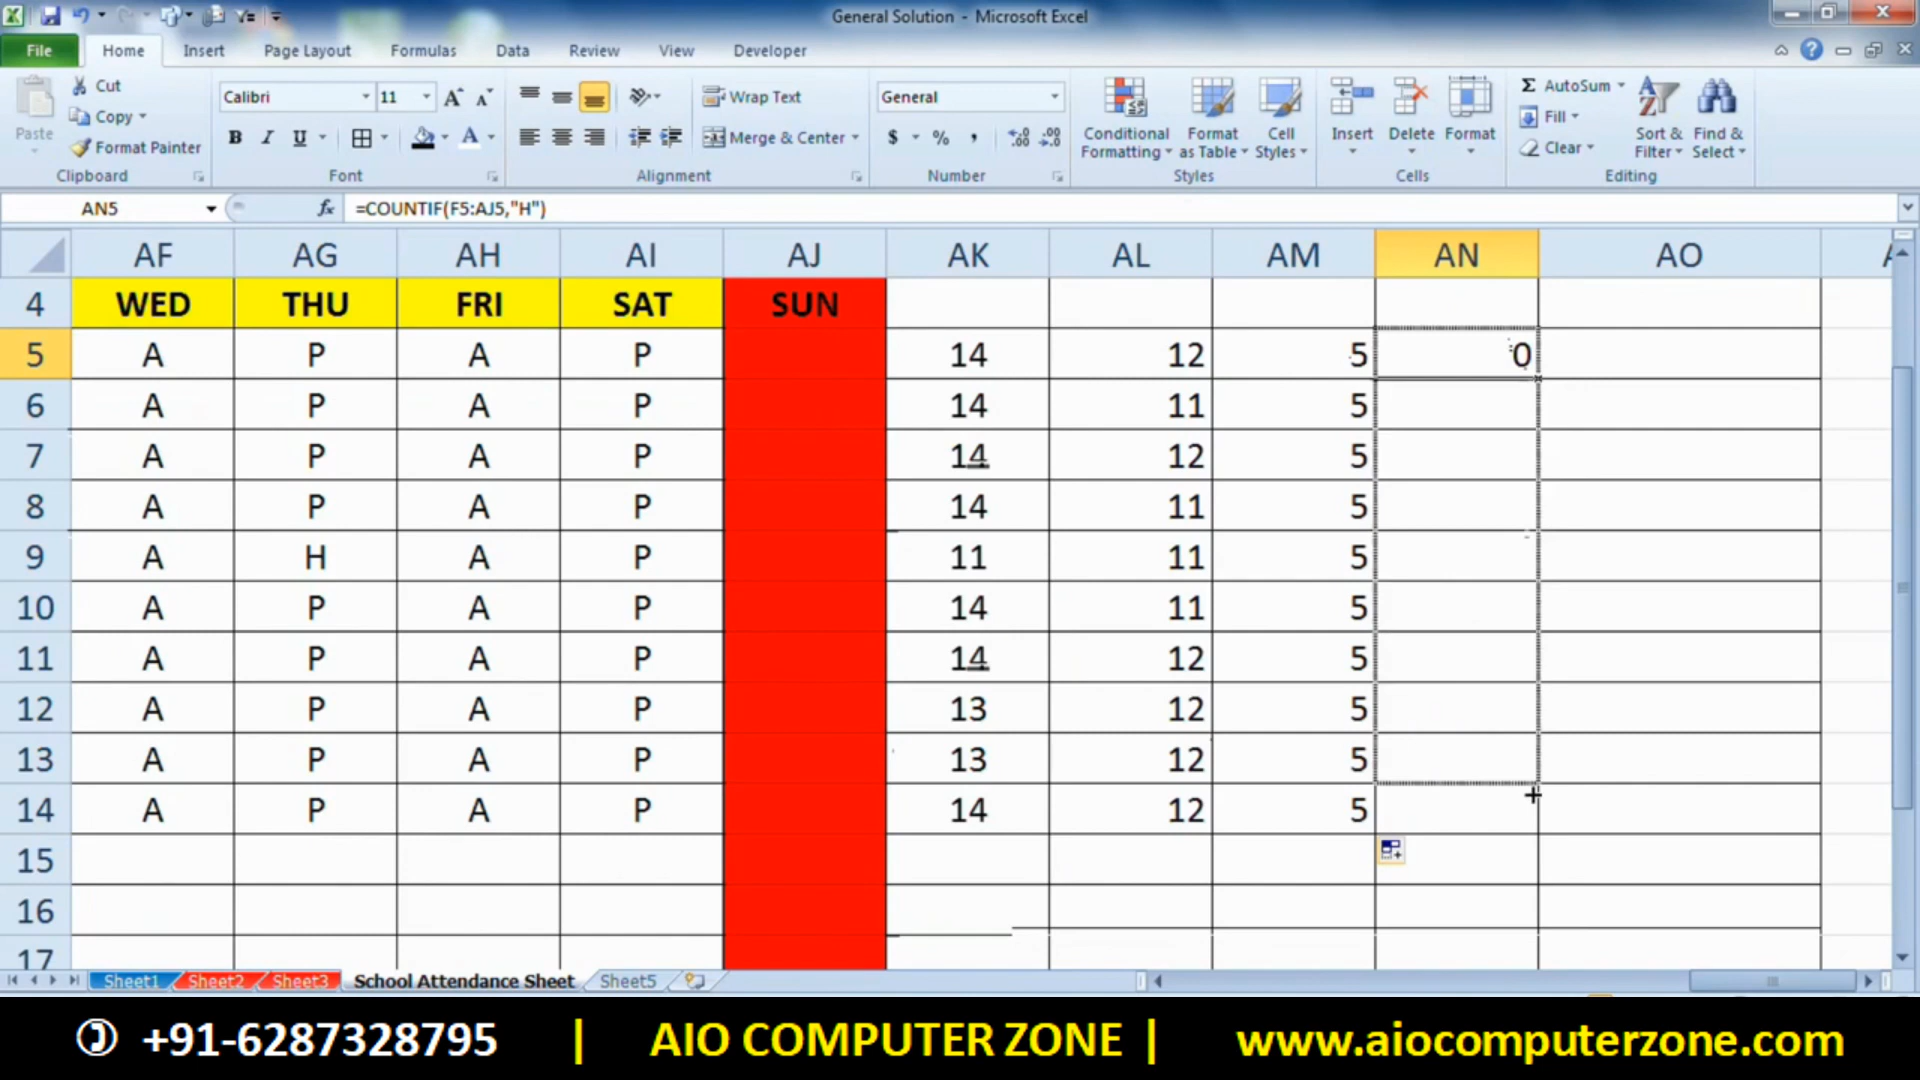 General Solution - Microsoft Excel
File Home Insert Page Layout Formulas Data Review View Developer
Paste Cut Copy Format Painter
Calibri 11
B I U
Wrap Text
Merge & Center
General
$ % ,
Conditional Formatting Format as Table Cell Styles
Insert Delete Format
Σ AutoSum Fill Clear
Sort & Filter Find & Select
Clipboard Font Alignment Number Styles Cells Editing
AN5 fx =COUNTIF(F5:AJ5,"H")
AF AG AH AI AJ AK AL AM AN AO
4 WED THU FRI SAT SUN
5 A P A P 14 12 5 0
6 A P A P 14 11 5
7 A P A P 14 12 5
8 A P A P 14 11 5
9 A H A P 11 11 5
10 A P A P 14 11 5
11 A P A P 14 12 5
12 A P A P 13 12 5
13 A P A P 13 12 5
14 A P A P 14 12 5
15
16
17
Sheet1 Sheet2 Sheet3 School Attendance Sheet Sheet5
+91-6287328795 | AIO COMPUTER ZONE | www.aiocomputerzone.com